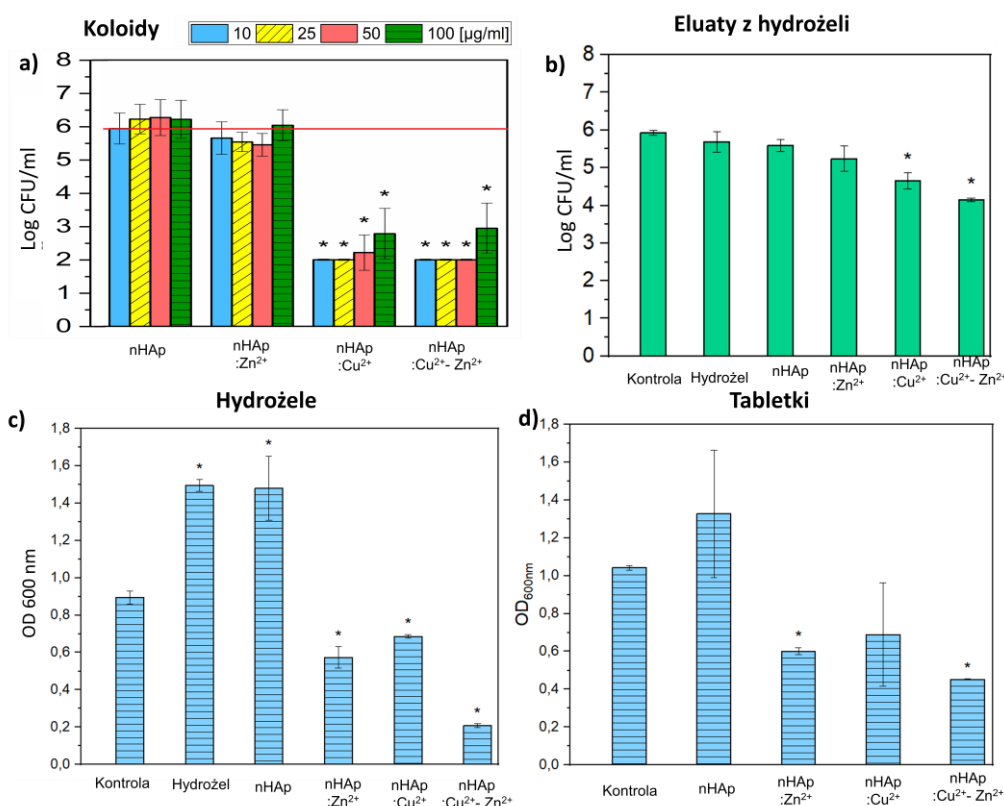 Koloidy
10 25 50 100 [µg/ml]
a)
Log CFU/ml
8
7
6
5
4
3
2
1
0
* * * * * * * *
nHAp
nHAp
:Zn²⁺
nHAp
:Cu²⁺
nHAp
:Cu²⁺- Zn²⁺
Eluaty z hydrożeli
b)
Log CFU/ml
8
7
6
5
4
3
2
1
0
* *
Kontrola
Hydrożel
nHAp
nHAp
:Zn²⁺
nHAp
:Cu²⁺
nHAp
:Cu²⁺- Zn²⁺
Hydrożele
c)
OD 600 nm
1,8
1,6
1,4
1,2
1,0
0,8
0,6
0,4
0,2
0,0
* * * * *
Kontrola
Hydrożel
nHAp
nHAp
:Zn²⁺
nHAp
:Cu²⁺
nHAp
:Cu²⁺- Zn²⁺
Tabletki
d)
OD₆₀₀ₙₘ
1,8
1,6
1,4
1,2
1,0
0,8
0,6
0,4
0,2
0,0
* *
Kontrola
nHAp
nHAp
:Zn²⁺
nHAp
:Cu²⁺
nHAp
:Cu²⁺- Zn²⁺